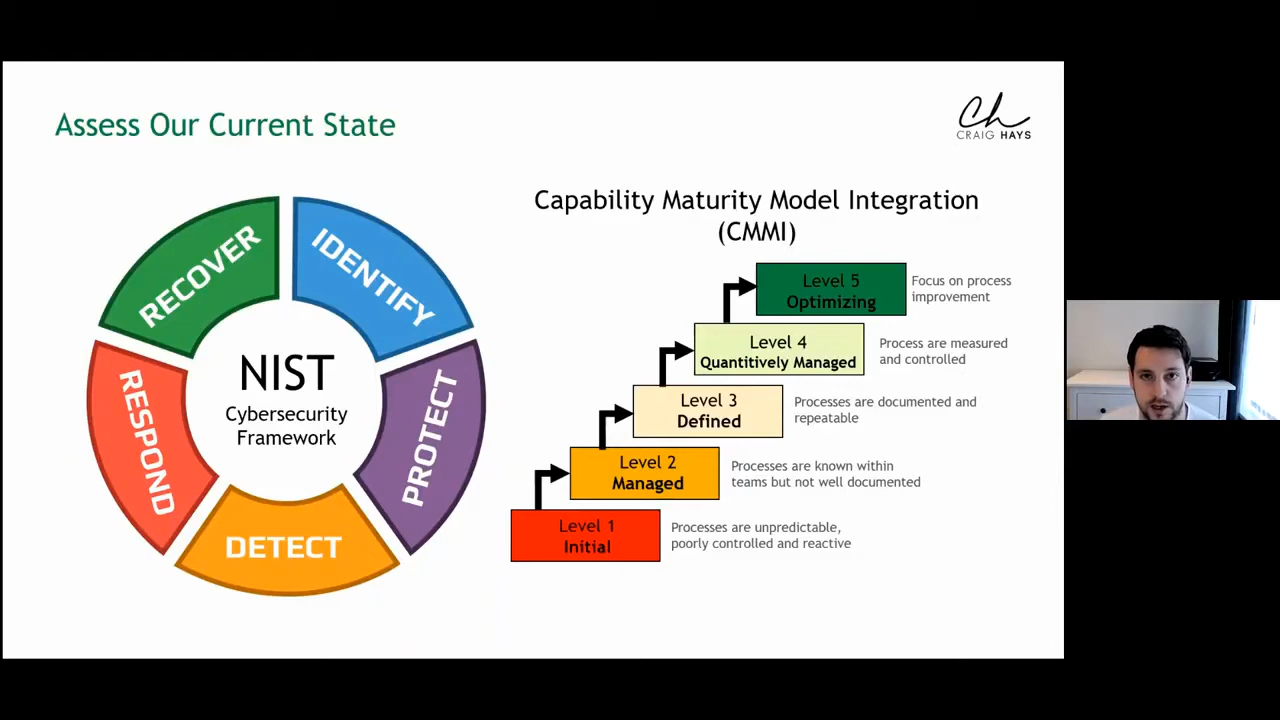 Assess Our Current State
Ch
CRAIG HAYS
RECOVER
IDENTIFY
PROTECT
DETECT
RESPOND
NIST
Cybersecurity
Framework
Capability Maturity Model Integration
(CMMI)
Level 5
Optimizing
Focus on process
improvement
Level 4
Quantitively Managed
Process are measured
and controlled
Level 3
Defined
Processes are documented and
repeatable
Level 2
Managed
Processes are known within
teams but not well documented
Level 1
Initial
Processes are unpredictable,
poorly controlled and reactive